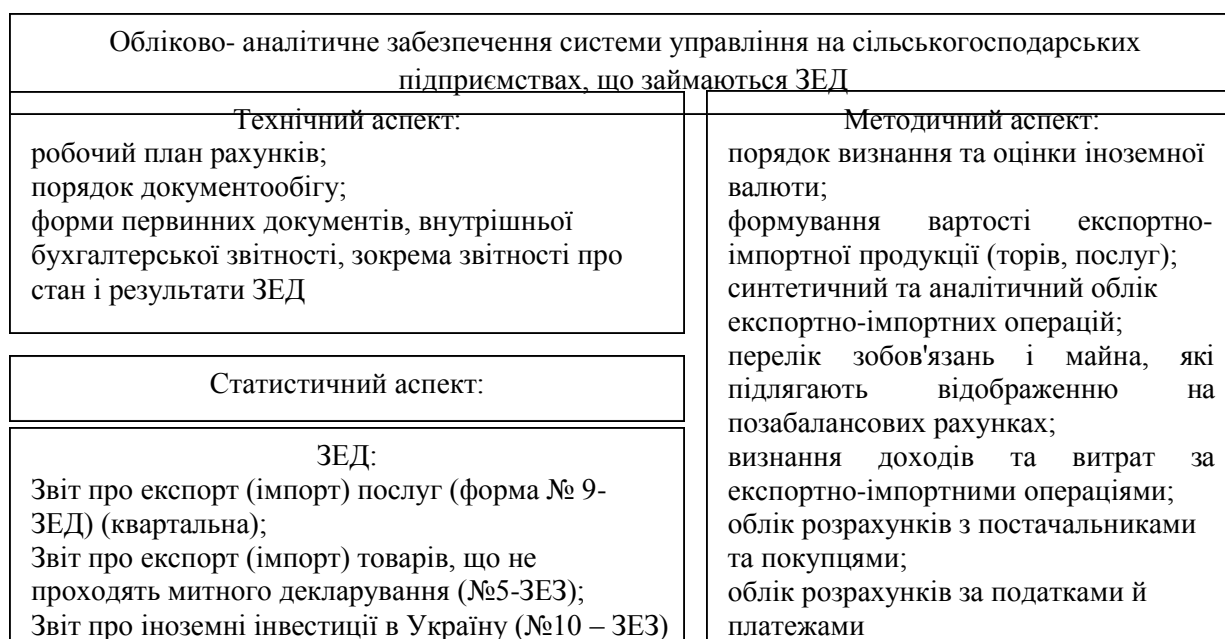 Обліково- аналітичне забезпечення системи управління на сільськогосподарських
підприємствах, що займаються ЗЕД
Технічний аспект:
робочий план рахунків;
порядок документообігу;
форми первинних документів, внутрішньої
бухгалтерської звітності, зокрема звітності про
стан і результати ЗЕД
Статистичний аспект:
ЗЕД:
Звіт про експорт (імпорт) послуг (форма № 9-
ЗЕД) (квартальна);
Звіт про експорт (імпорт) товарів, що не
проходять митного декларування (№5-ЗЕЗ);
Звіт про іноземні інвестиції в Україну (№10 – ЗЕЗ)
Методичний аспект:
порядок визнання та оцінки іноземної
валюти;
формування вартості експортно-
імпортної продукції (торів, послуг);
синтетичний та аналітичний облік
експортно-імпортних операцій;
перелік зобов'язань і майна, які
підлягають відображенню на
позабалансових рахунках;
визнання доходів та витрат за
експортно-імпортними операціями;
облік розрахунків з постачальниками
та покупцями;
облік розрахунків за податками й
платежами